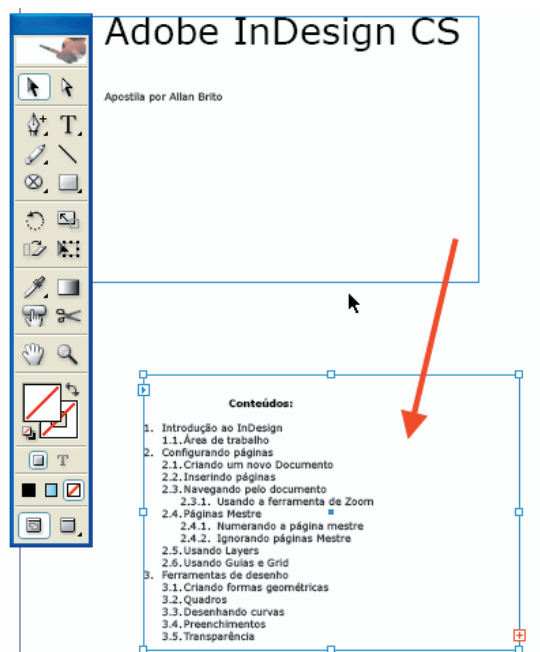 Adobe InDesign CS
Apostila por Allan Brito
T
T
Conteúdos:
1. Introdução ao InDesign
1.1. Área de trabalho
2. Configurando páginas
2.1. Criando um novo Documento
2.2. Inserindo páginas
2.3. Navegando pelo documento
2.3.1. Usando a ferramenta de Zoom
2.4. Páginas Mestre
2.4.1. Numerando a página mestre
2.4.2. Ignorando páginas Mestre
2.5. Usando Layers
2.6. Usando Guias e Grid
3. Ferramentas de desenho
3.1. Criando formas geométricas
3.2. Quadros
3.3. Desenhando curvas
3.4. Preenchimentos
3.5. Transparência